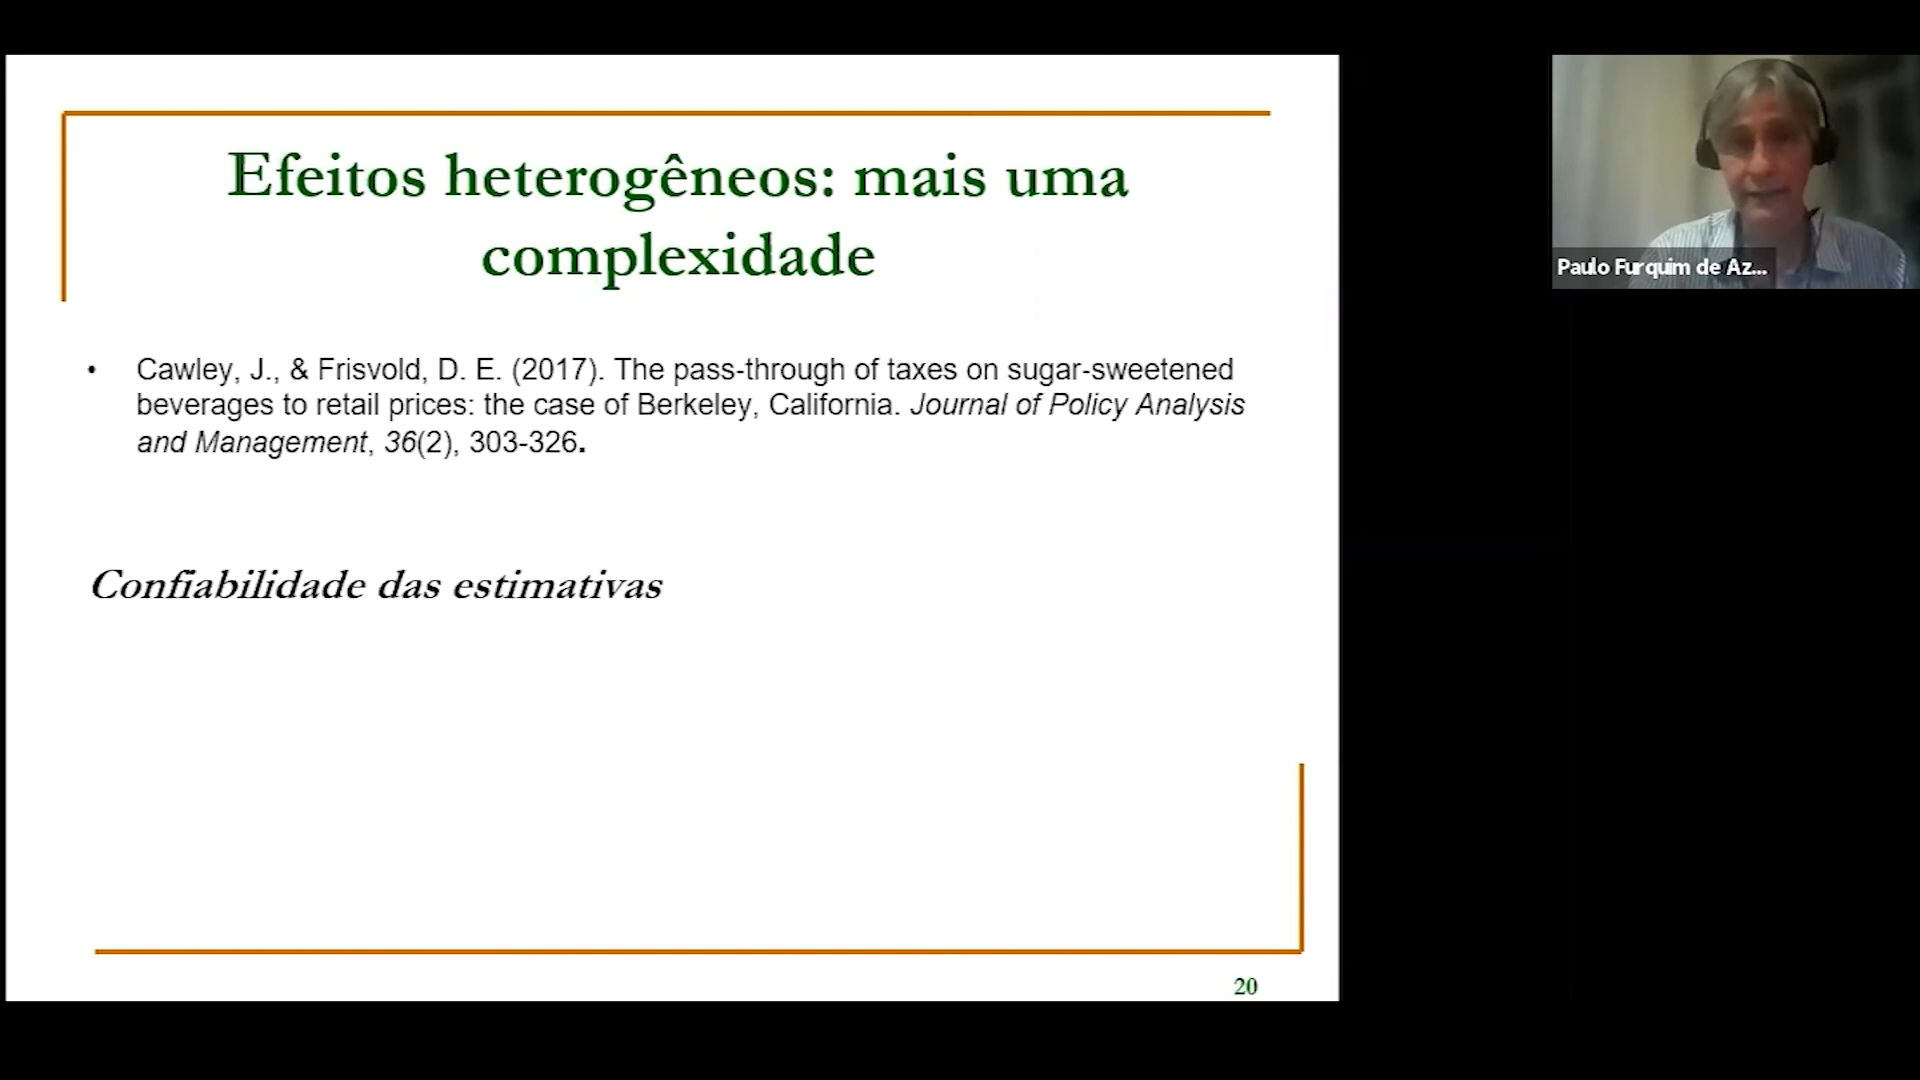 Efeitos heterogêneos: mais uma
complexidade
• Cawley, J., & Frisvold, D. E. (2017). The pass-through of taxes on sugar-sweetened
beverages to retail prices: the case of Berkeley, California. Journal of Policy Analysis
and Management, 36(2), 303-326.
Confiabilidade das estimativas
20
Paulo Furquim de Az...